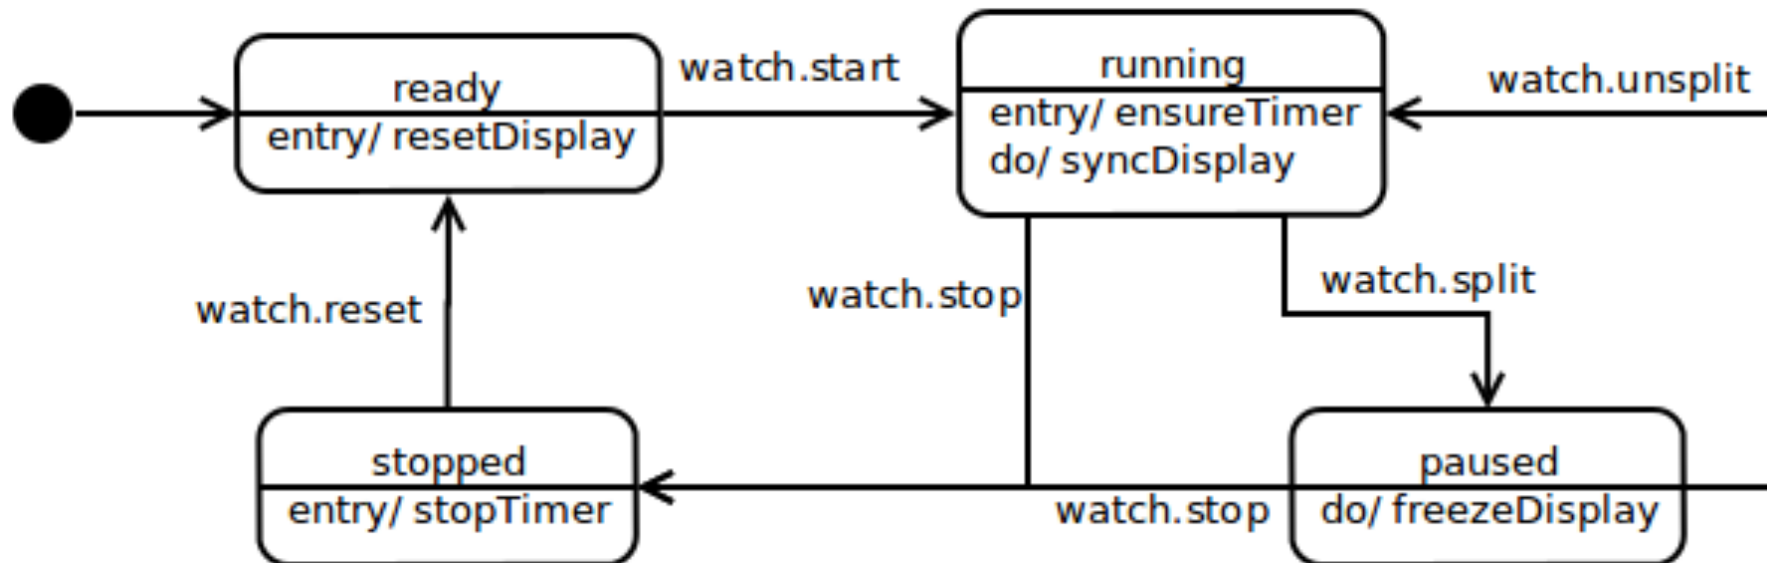 ready
entry/ resetDisplay
watch.start
running
entry/ ensureTimer
do/ syncDisplay
watch.unsplit
watch.reset
watch.stop
watch.split
stopped
entry/ stopTimer
watch.stop
paused
do/ freezeDisplay